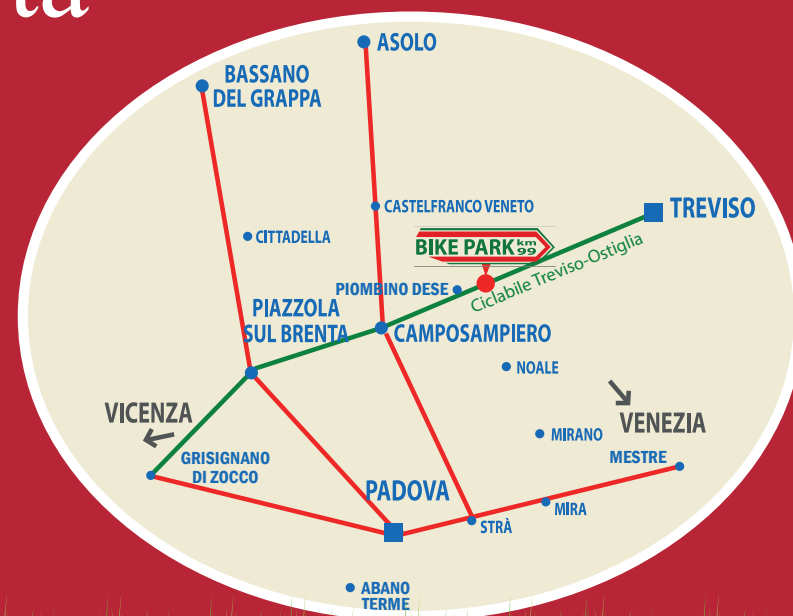 ASOLO
BASSANO
DEL GRAPPA
CASTELFRANCO VENETO
TREVISO
CITTADELLA
BIKE PARK km 99
Ciclabile Treviso-Ostiglia
PIOMBINO DESE
PIAZZOLA
SUL BRENTA
CAMPOSAMPIERO
NOALE
VICENZA
VENEZIA
MIRANO
GRISIGNANO
DI ZOCCO
MESTRE
PADOVA
MIRA
STRÀ
ABANO
TERME